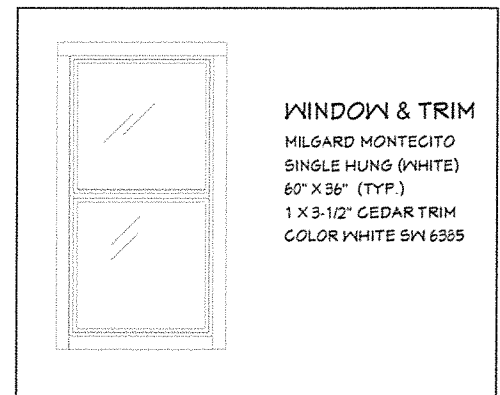 WINDOW & TRIM
MILGARD MONTECITO
SINGLE HUNG (WHITE)
60" X 36" (TYP.)
1 X 3-1/2" CEDAR TRIM
COLOR WHITE SW 6385